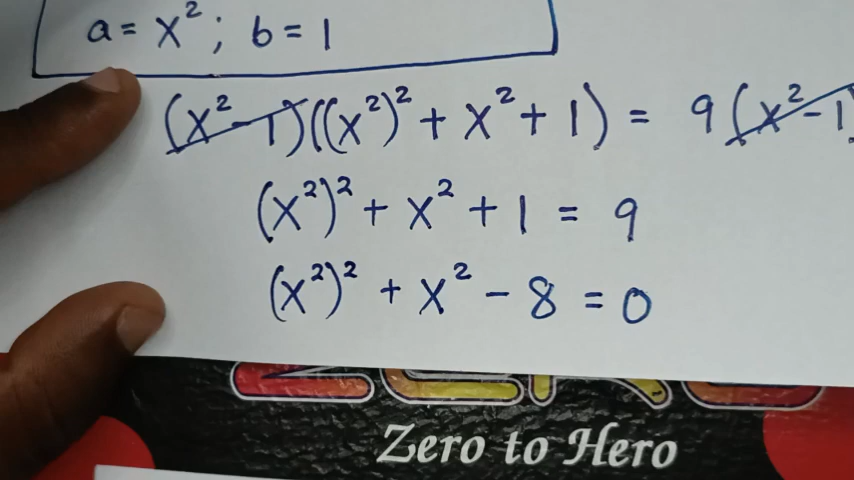 a = x² ; b = 1
(x² - 1)((x²)² + x² + 1) = 9(x² - 1)
(x²)² + x² + 1 = 9
(x²)² + x² - 8 = 0
Zero to Hero